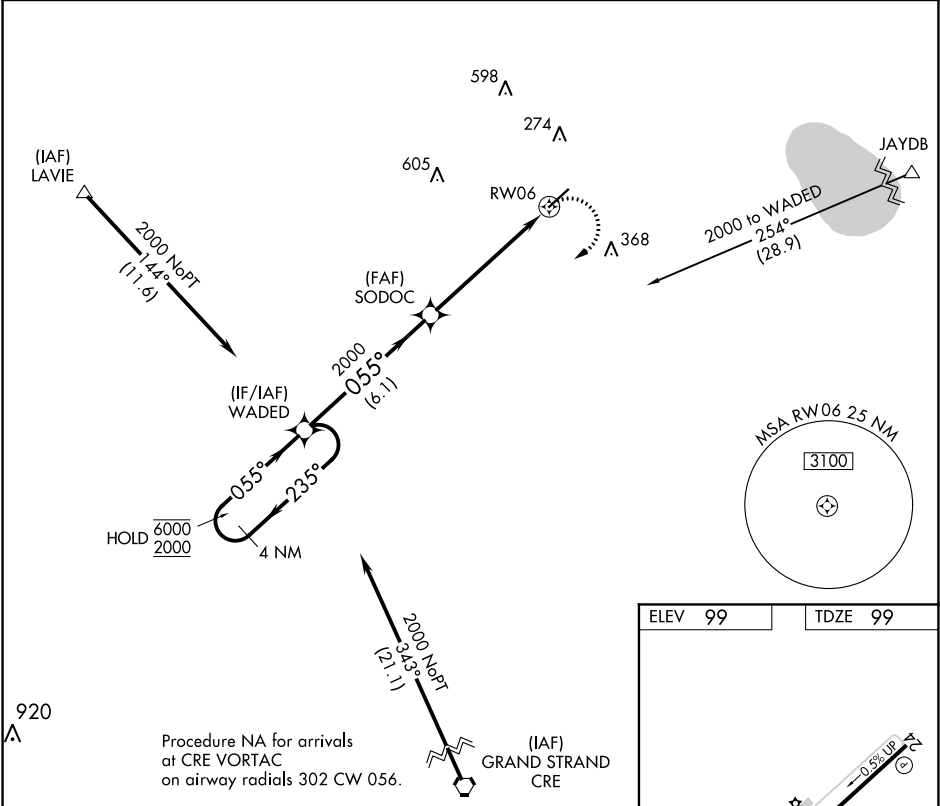 598
274
605
JAYDB
(IAF)
LAVIE
RW06
368
2000 to WADED
254°
(28.9)
2000 NoPT
144°
(11.6)
(FAF)
SODOC
2000
055°
(6.1)
(IF/IAF)
WADED
055°
235°
HOLD 6000
2000
4 NM
MSA RW06 25 NM
3100
2000 NoPT
343°
(21.1)
ELEV 99
TDZE 99
920
Procedure NA for arrivals
at CRE VORTAC
on airway radials 302 CW 056.
(IAF)
GRAND STRAND
CRE
24
0.5% UP
P